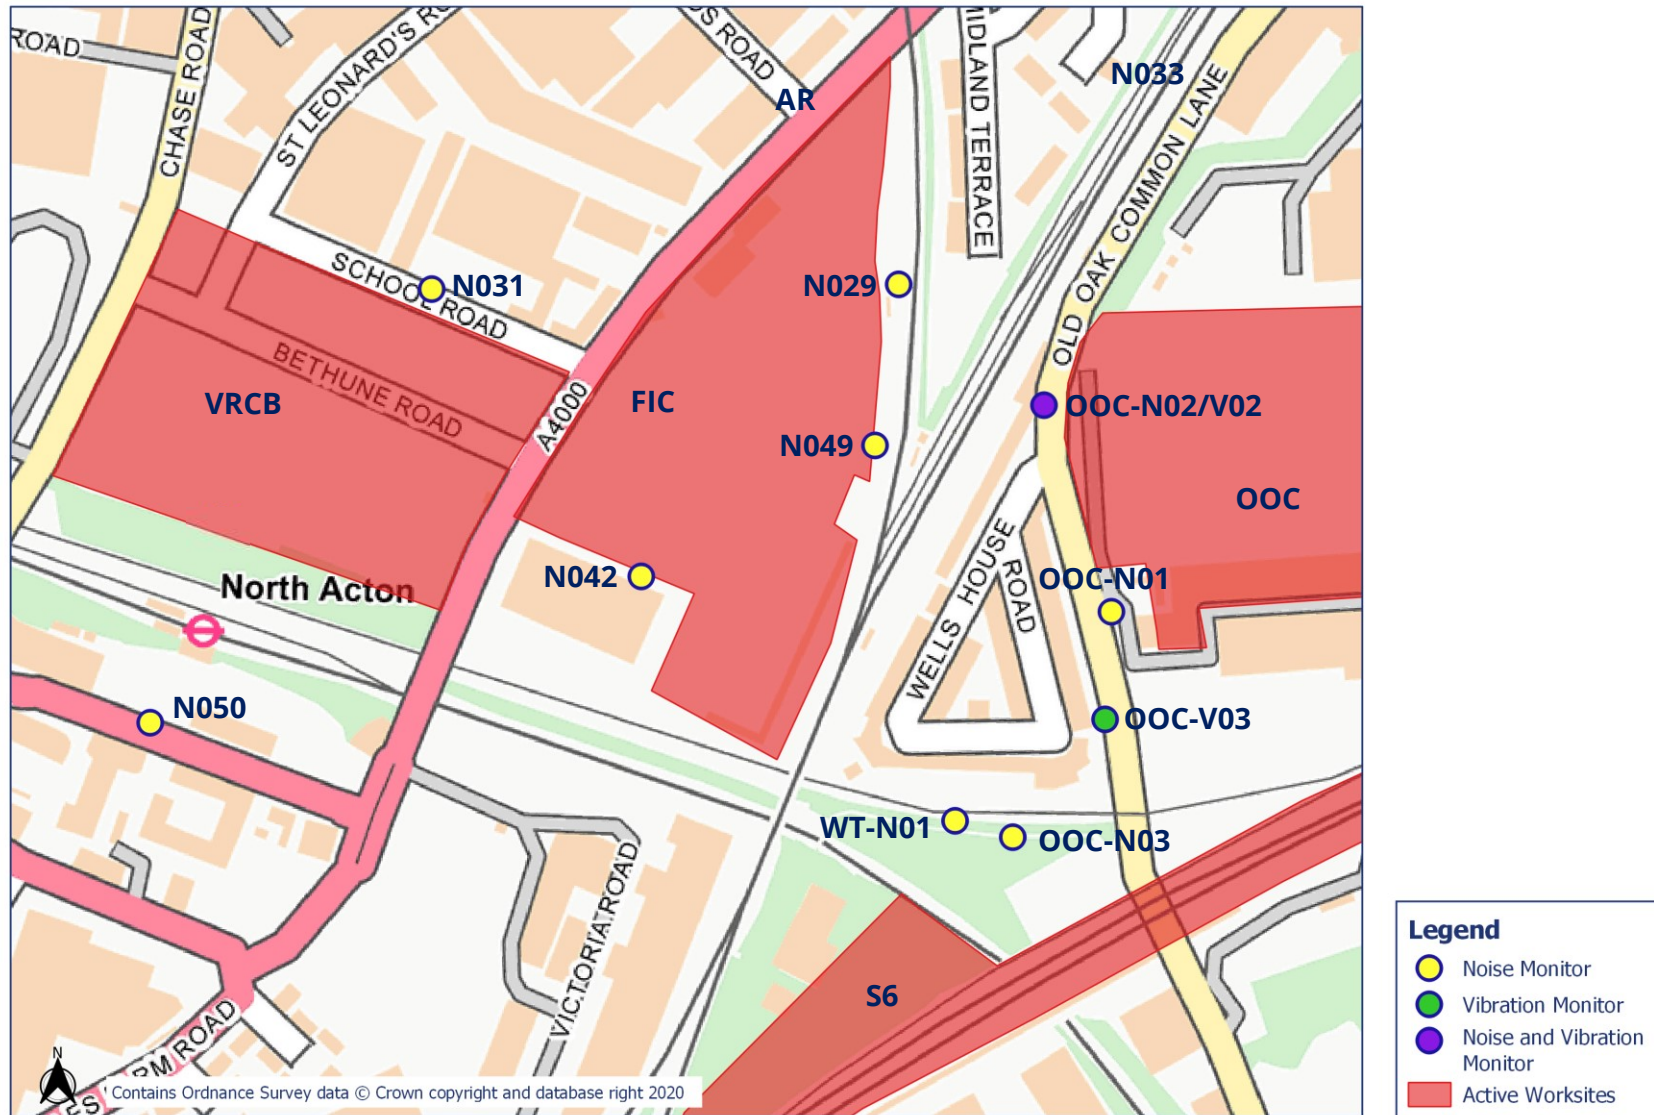 ROAD
CHASE ROAD
ST LEONARD'S
ROAD
MIDLAND TERRACE
N033
AR
OLD OAK COMMON LANE
SCHOOL ROAD
N031
N029
BETHUNE ROAD
VRCB
A4000
FIC
N049
OOC-N02/V02
OOC
WELLS HOUSE
ROAD
North Acton
N042
OOC-N01
N050
OOC-V03
WT-N01
OOC-N03
VICTORIA ROAD
S6
ROAD
N
Contains Ordnance Survey data © Crown copyright and database right 2020
Legend
Noise Monitor
Vibration Monitor
Noise and Vibration
Monitor
Active Worksites